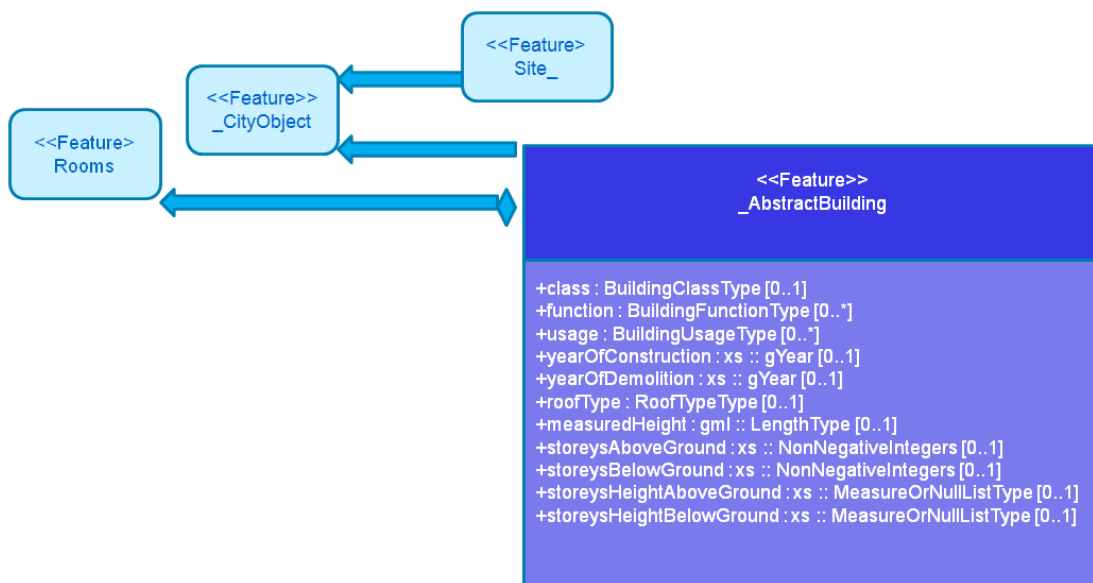 <<Feature>
Site_
<<Feature>>
_CityObject
<<Feature>
Rooms
<<Feature>>
_AbstractBuilding
+class : BuildingClassType [0..1]
+function : BuildingFunctionType [0..*]
+usage : BuildingUsageType [0..*]
+yearOfConstruction : xs :: gYear [0..1]
+yearOfDemolition : xs :: gYear [0..1]
+roofType : RoofTypeType [0..1]
+measuredHeight : gml :: LengthType [0..1]
+storeysAboveGround : xs :: NonNegativeIntegers [0..1]
+storeysBelowGround : xs :: NonNegativeIntegers [0..1]
+storeysHeightAboveGround : xs :: MeasureOrNullListType [0..1]
+storeysHeightBelowGround : xs :: MeasureOrNullListType [0..1]